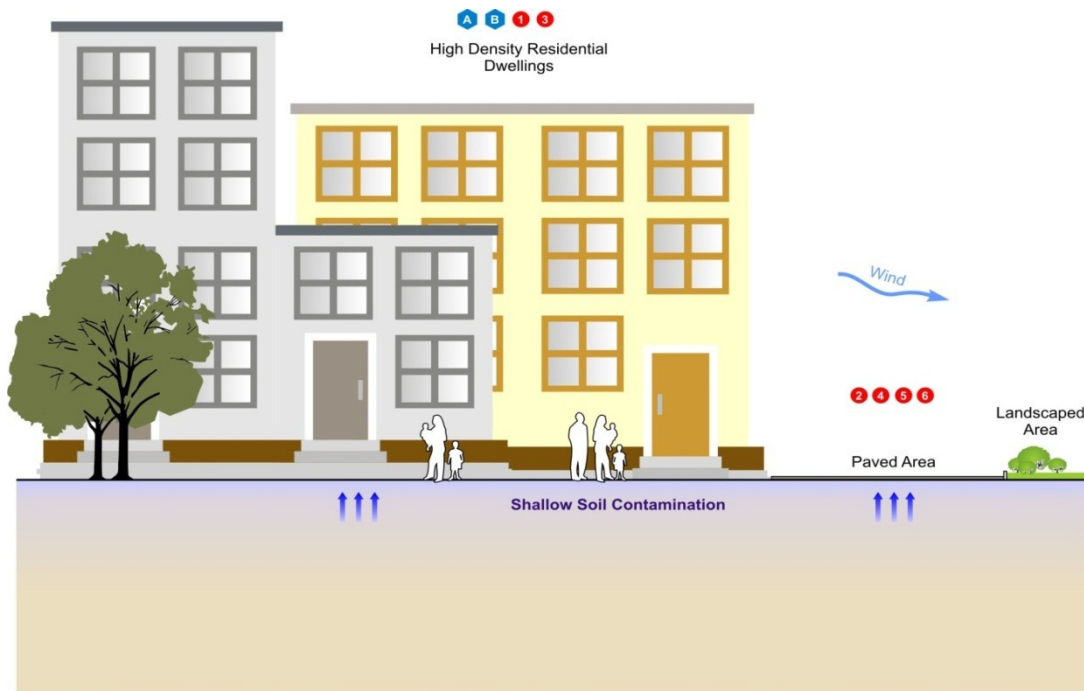 A B 1 3
High Density Residential
Dwellings
Wind
2 4 5 6
Landscaped
Area
Paved Area
Shallow Soil Contamination